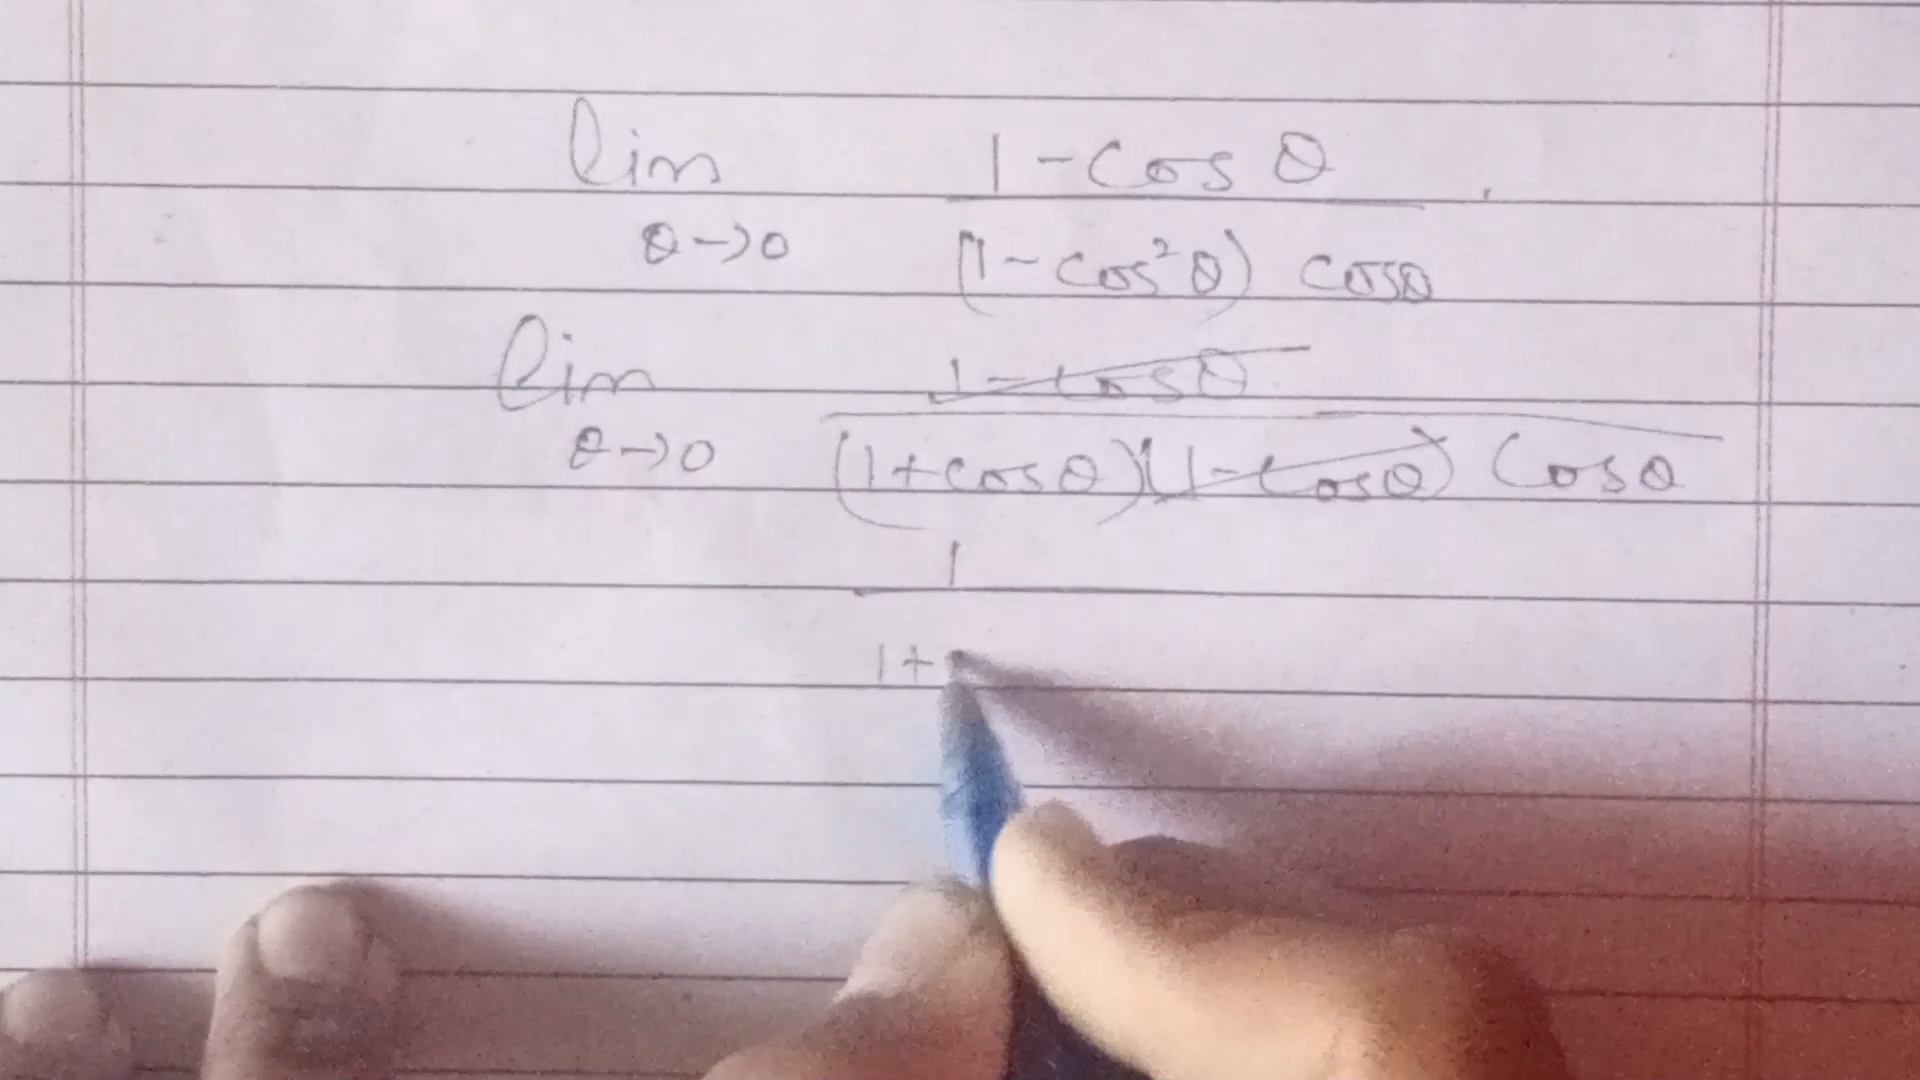 lim 1 - cos θ
θ→0 (1 - cos²θ) cosθ
lim 1 - cosθ
θ→0 (1+cosθ)(1-cosθ) cosθ
1
1+